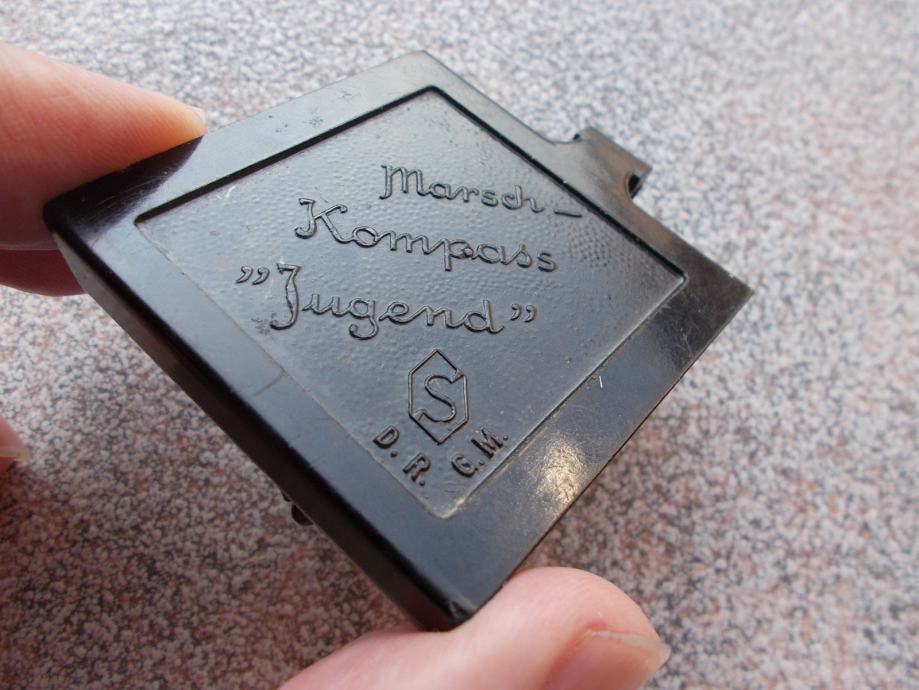 Marsch-
Kompass
"Jugend"
S
D. R. G. M.